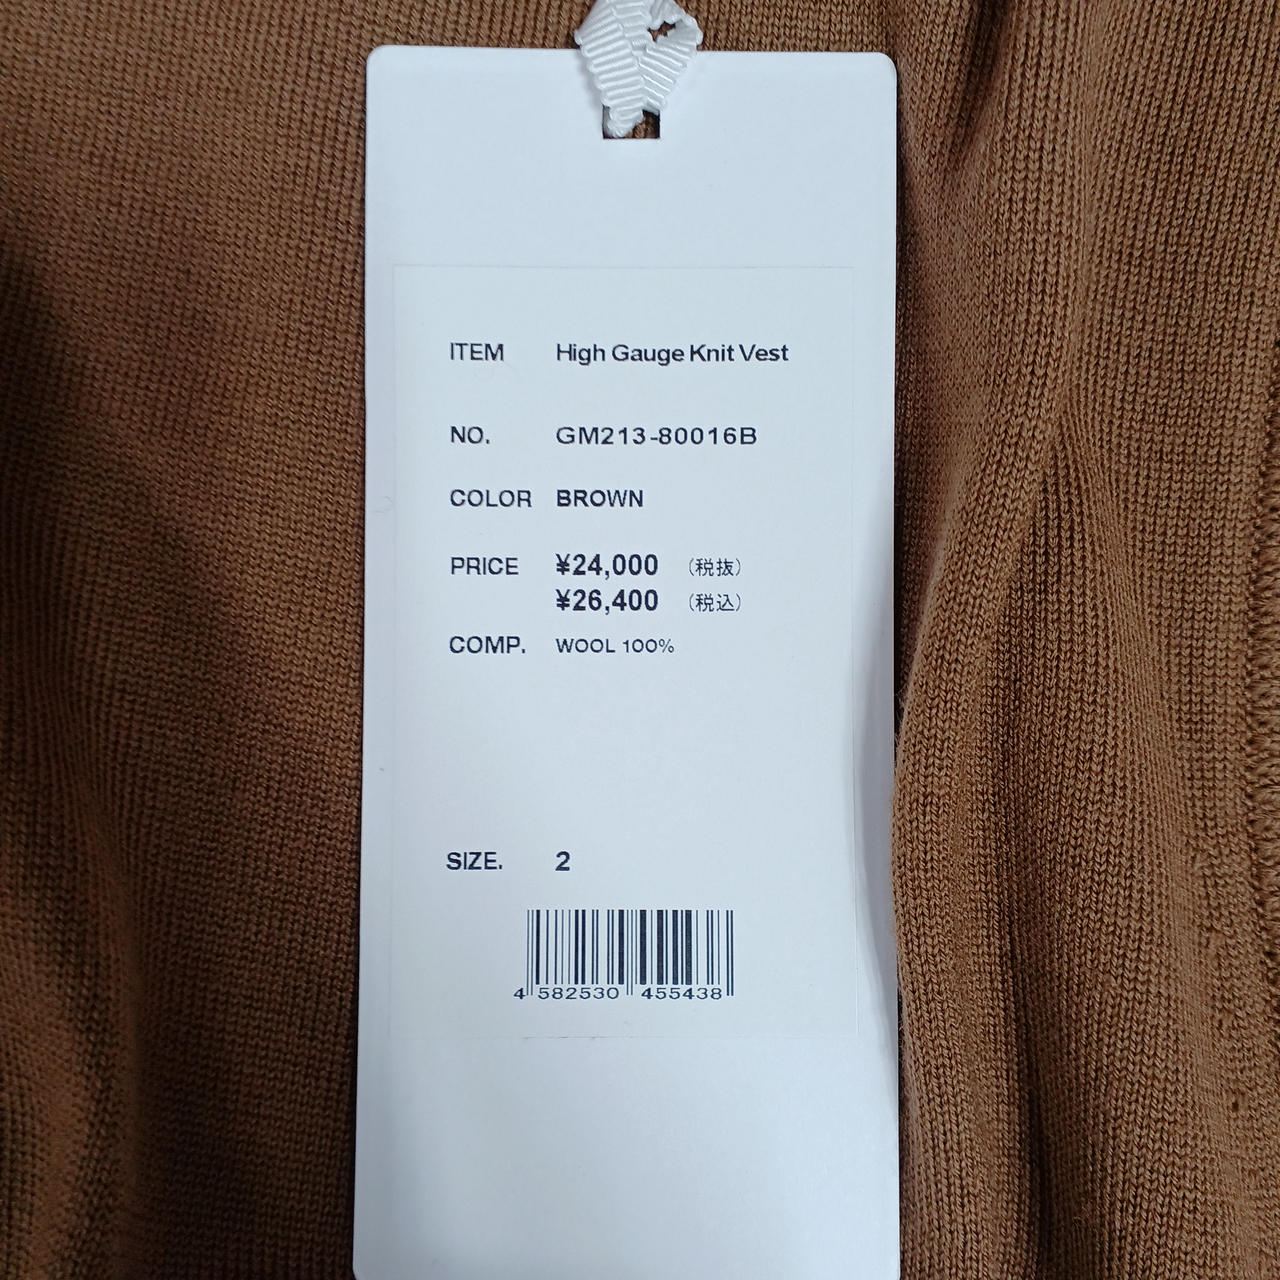 ITEM High Gauge Knit Vest
NO. GM213-80016B
COLOR BROWN
PRICE ¥24,000 (税抜)
¥26,400 (税込)
COMP. WOOL 100%
SIZE. 2
4 582530 455438